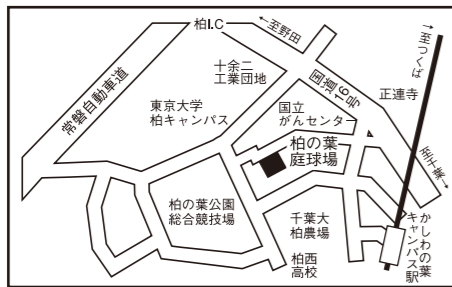 柏I.C
←至野田
→至つくば
十余二
工業団地
国道16号
正連寺
常磐自動車道
東京大学
柏キャンパス
国立
がんセンター
柏の葉
庭球場
至千葉→
柏の葉公園
総合競技場
千葉大
柏農場
かしわの葉
キャンパス駅
柏西
高校